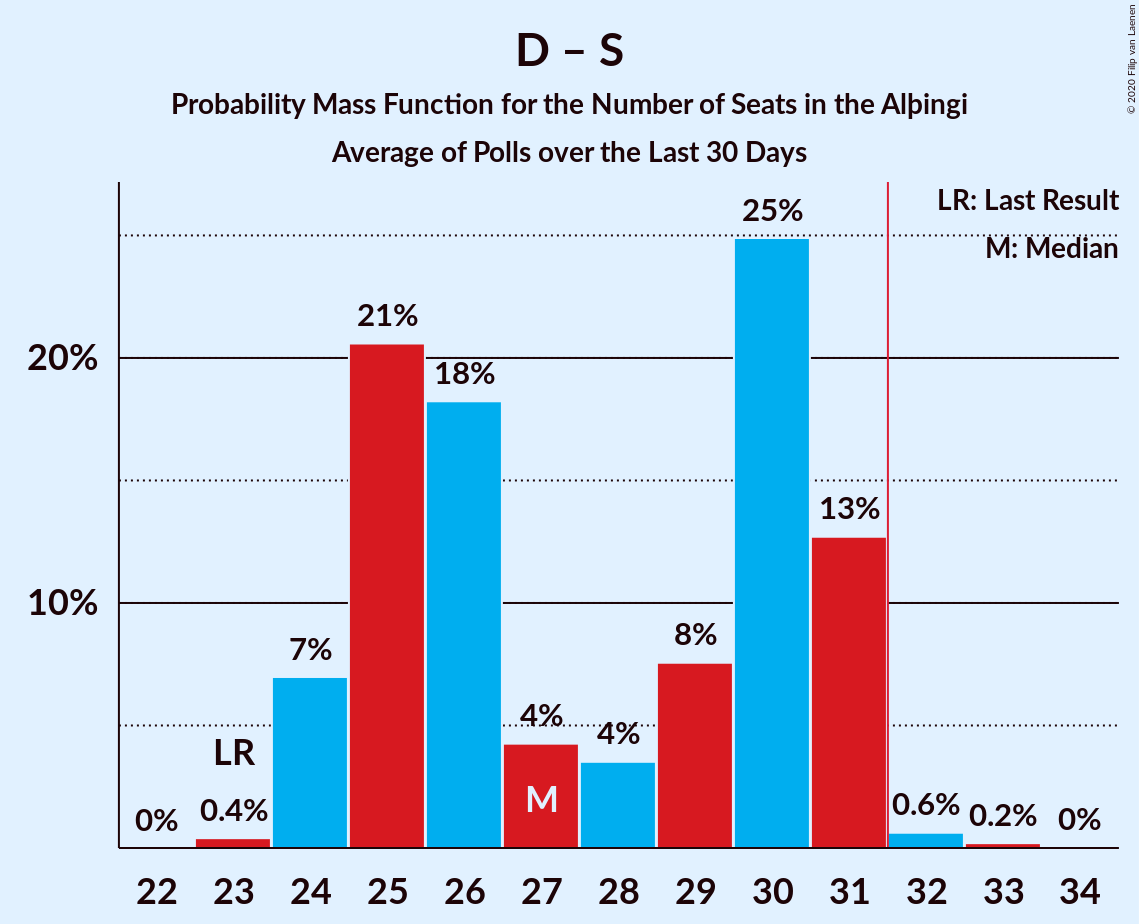 D – S
Probability Mass Function for the Number of Seats in the Alþingi
Average of Polls over the Last 30 Days
© 2020 Filip van Laenen
LR: Last Result
M: Median
25%
21%
20%
18%
13%
10%
8%
7%
4%
4%
LR
M
0%
0.4%
0.6%
0.2%
0%
22 23 24 25 26 27 28 29 30 31 32 33 34